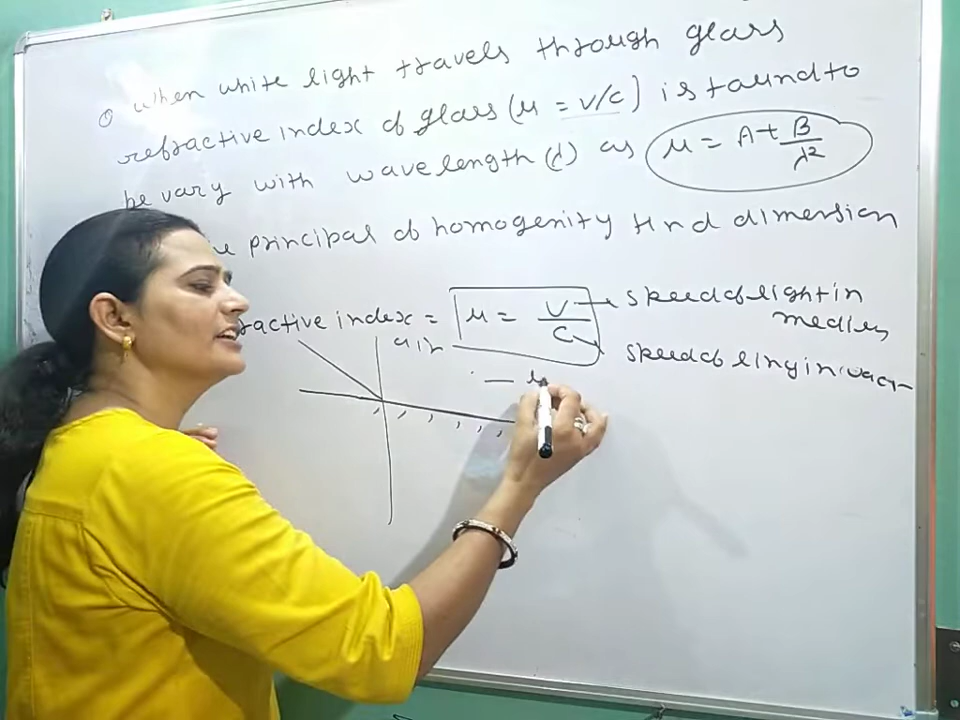 Q When white light travels through glass
refractive index of glass (μ = v/c) is found to
be vary with wavelength (λ) as μ = A + B/λ²
principal of homogenity find dimension
ractive index = μ = V/C → speed of light in
medium
air
speed of light in vacu